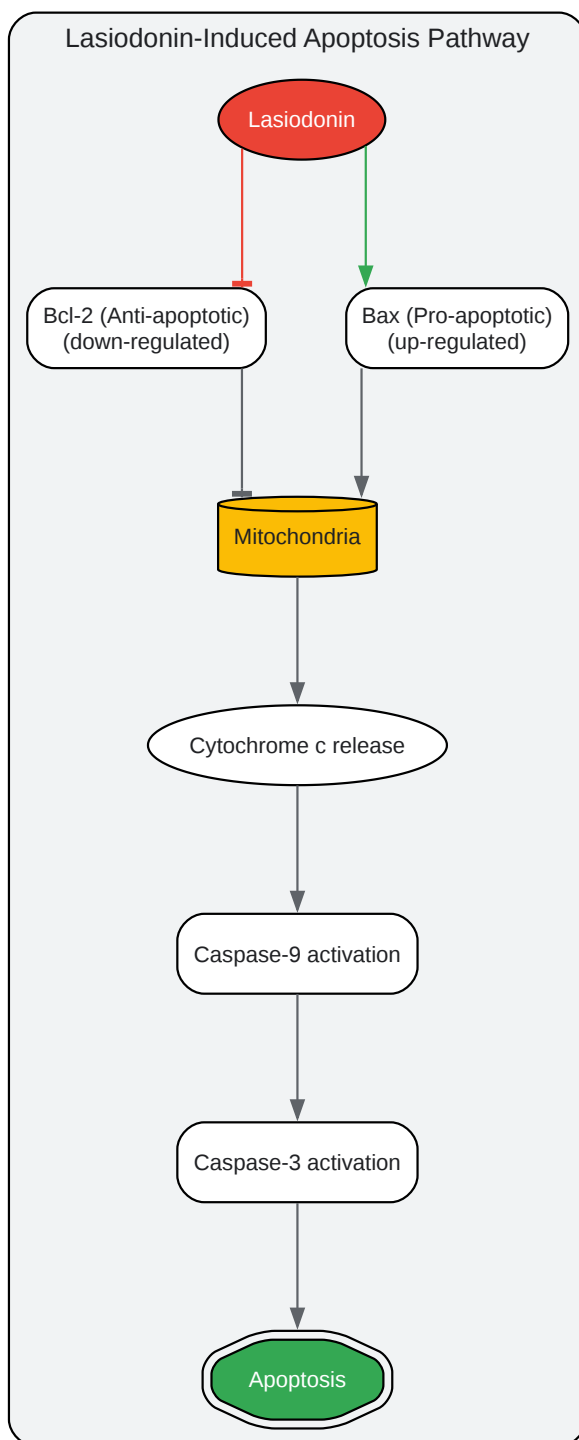 Lasiodonin-Induced Apoptosis Pathway
Lasiodonin
Bcl-2 (Anti-apoptotic)
(down-regulated)
Bax (Pro-apoptotic)
(up-regulated)
Mitochondria
Cytochrome c release
Caspase-9 activation
Caspase-3 activation
Apoptosis